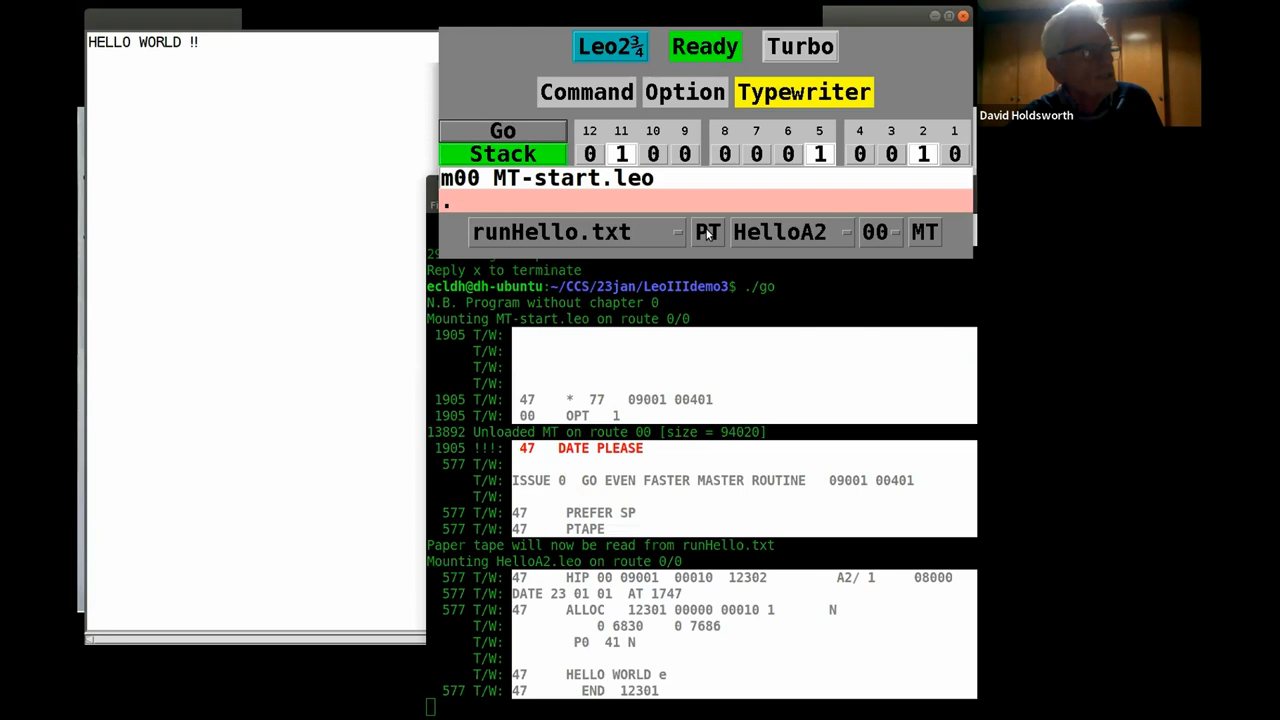 HELLO WORLD !!
Leo2¾ Ready Turbo
Command Option Typewriter
Go 12 11 10 9 8 7 6 5 4 3 2 1
Stack 0 1 0 0 0 0 0 1 0 0 1 0
m00 MT-start.leo
.
runHello.txt PT HelloA2 00 MT
David Holdsworth
Reply x to terminate
ecldh@dh-ubuntu:~/CCS/23jan/LeoIIIdemo3$ ./go
N.B. Program without chapter 0
Mounting MT-start.leo on route 0/0
1905 T/W:
T/W:
T/W:
T/W:
1905 T/W: 47 * 77 09001 00401
1905 T/W: 00 OPT 1
13892 Unloaded MT on route 00 [size = 94020]
1905 !!!: 47 DATE PLEASE
577 T/W:
T/W: ISSUE 0 GO EVEN FASTER MASTER ROUTINE 09001 00401
T/W:
577 T/W: 47 PREFER SP
577 T/W: 47 PTAPE
Paper tape will now be read from runHello.txt
Mounting HelloA2.leo on route 0/0
577 T/W: 47 HIP 00 09001 00010 12302 A2/ 1 08000
577 T/W: DATE 23 01 01 AT 1747
577 T/W: 47 ALLOC 12301 00000 00010 1 N
T/W: 0 6830 0 7686
T/W: P0 41 N
T/W:
T/W: 47 HELLO WORLD e
577 T/W: 47 END 12301